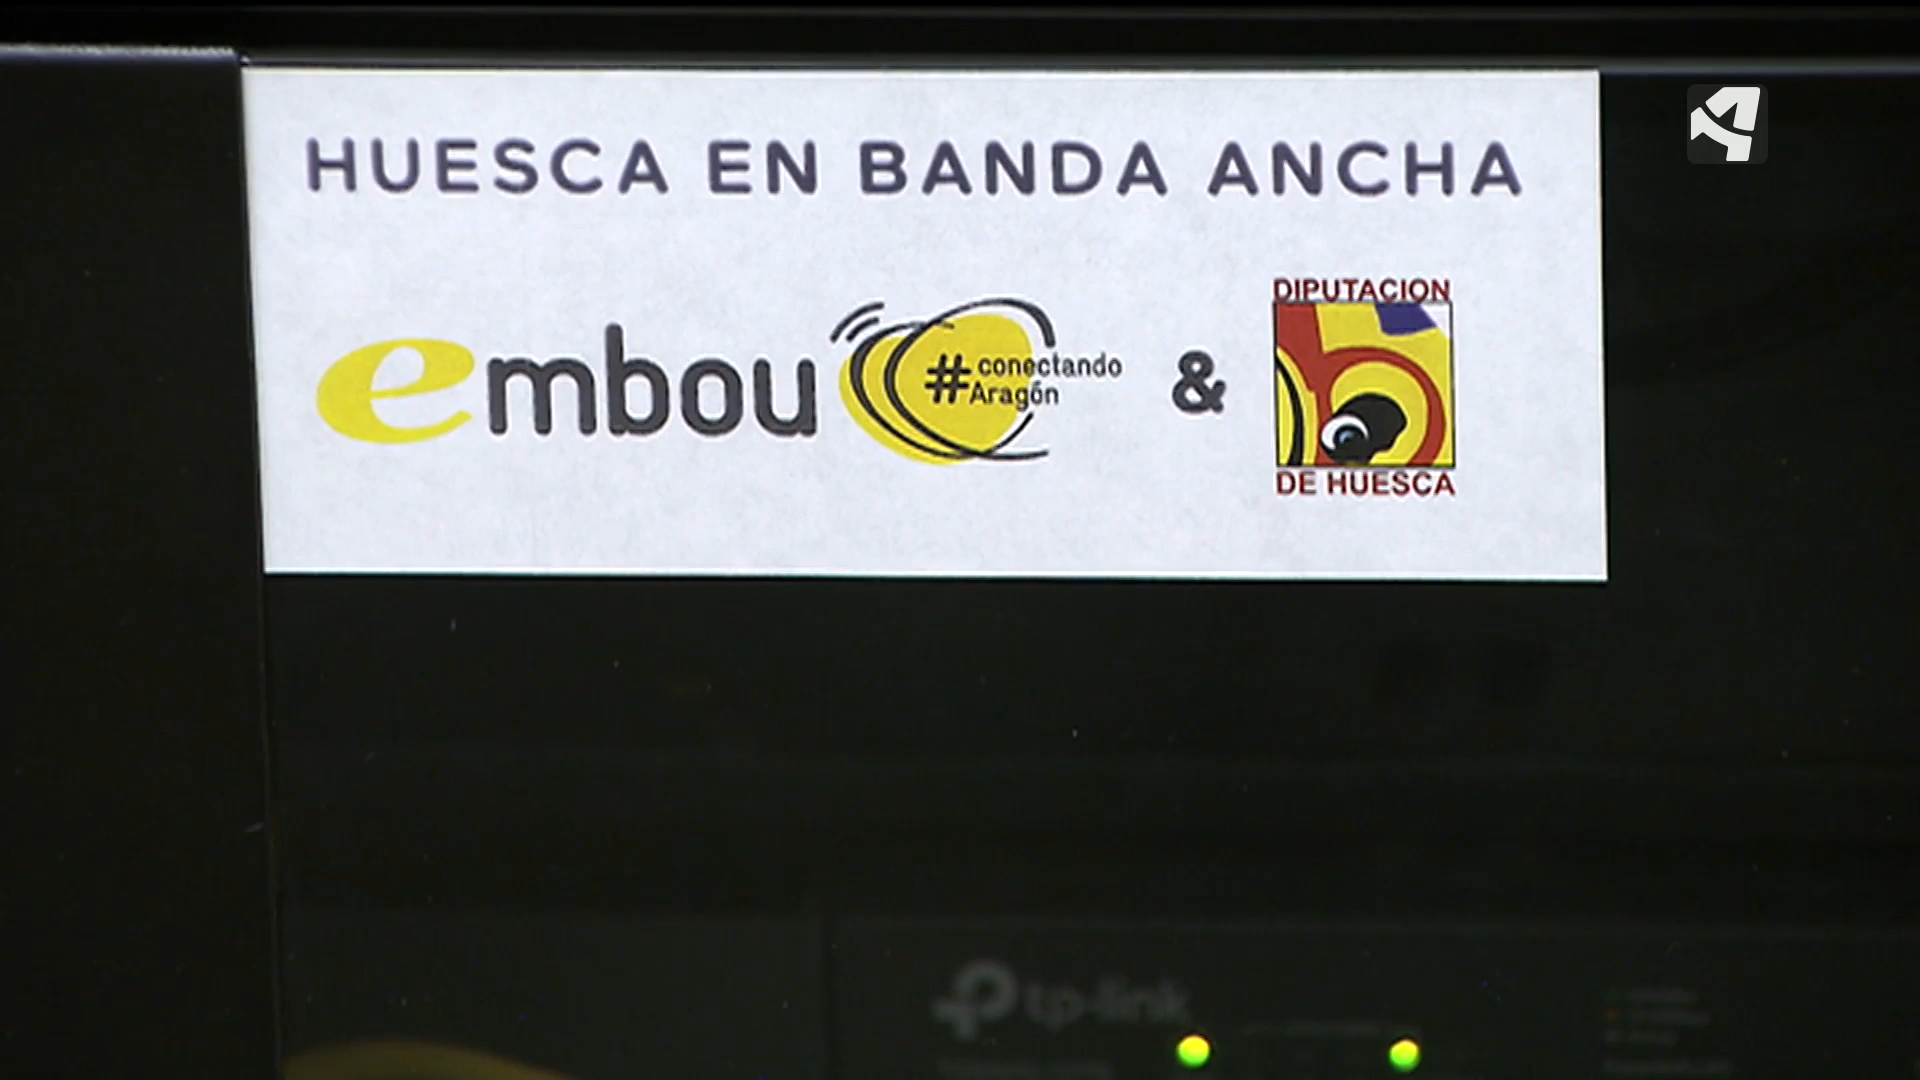 HUESCA EN BANDA ANCHA
DIPUTACION
embou
#conectando
Aragón
&
DE HUESCA
tp-link